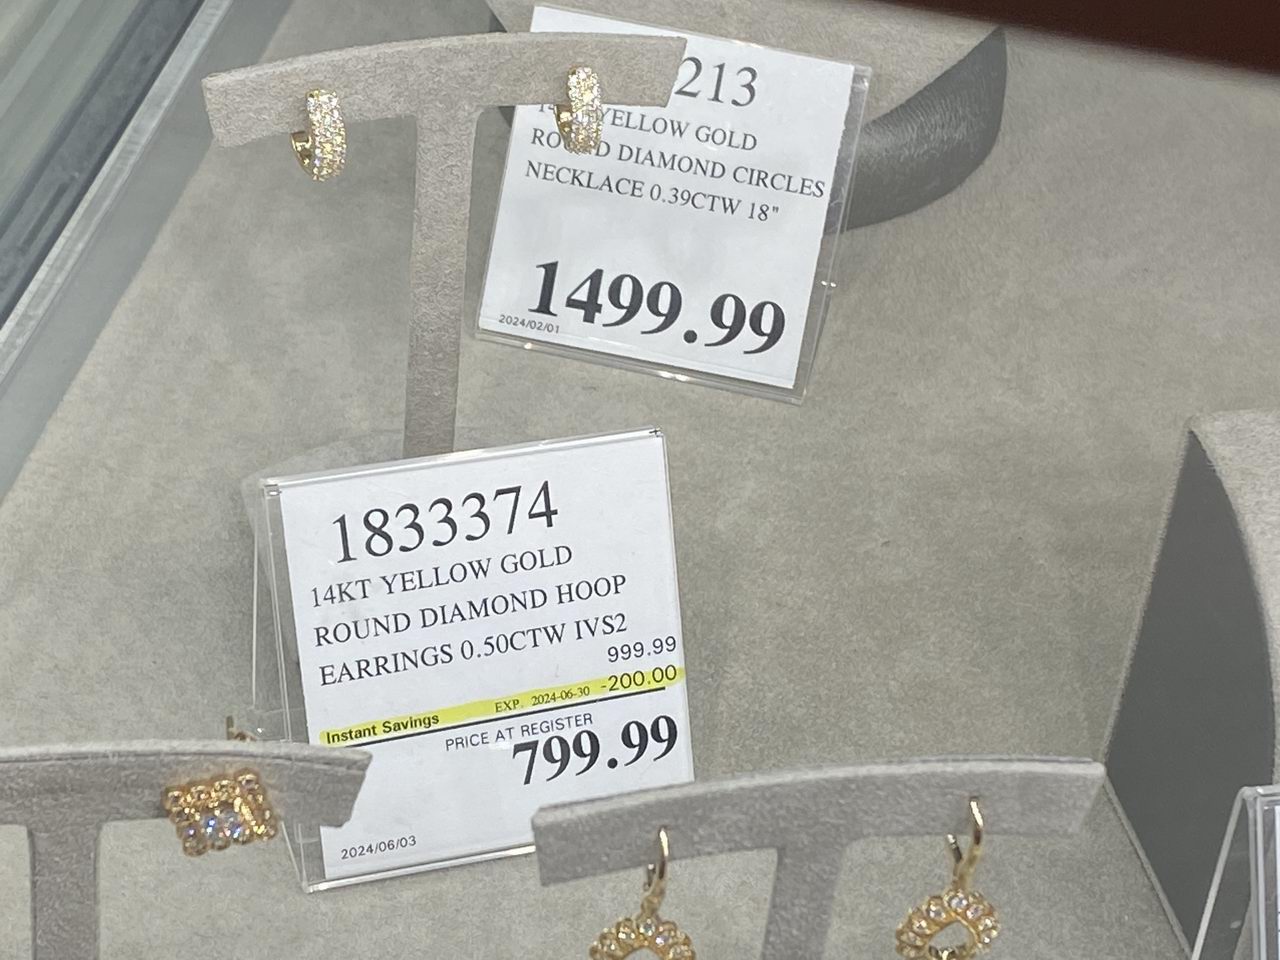 213
YELLOW GOLD
ROUND DIAMOND CIRCLES
NECKLACE 0.39CTW 18"
1499.99
2024/02/01
1833374
14KT YELLOW GOLD
ROUND DIAMOND HOOP
EARRINGS 0.50CTW IVS2
999.99
Instant Savings EXP. 2024-06-30 -200.00
PRICE AT REGISTER
799.99
2024/06/03